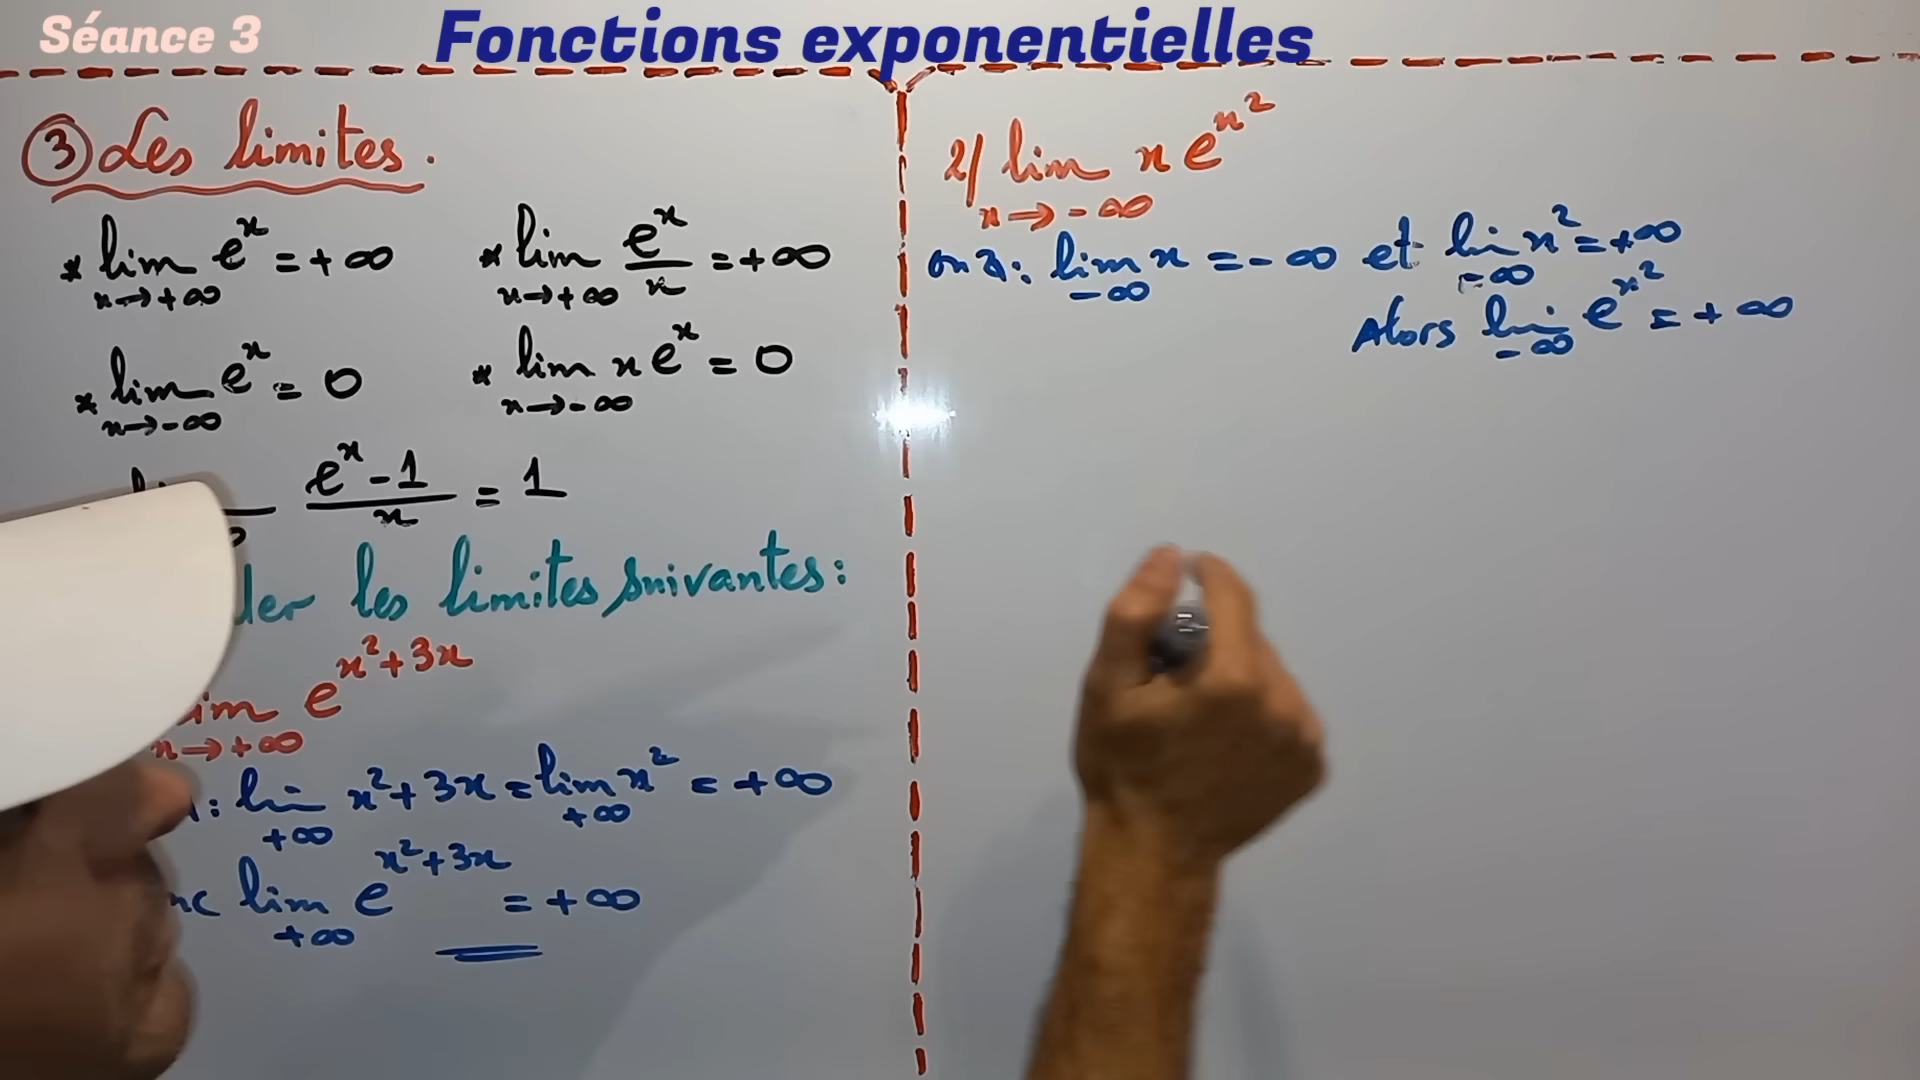 Séance 3
Fonctions exponentielles
③ Les limites.
* lim e^x = +∞
x→+∞
* lim e^x/x = +∞
x→+∞
* lim e^x = 0
x→-∞
* lim x e^x = 0
x→-∞
(e^x - 1)/x = 1
les limites suivantes:
lim e^(x²+3x)
x→+∞
: lim x²+3x = lim x² = +∞
+∞ +∞
lim e^(x²+3x) = +∞
+∞
2/ lim x e^(x²)
x→-∞
on a: lim x = -∞ et lim x² = +∞
-∞ -∞
Alors lim e^(x²) = +∞
-∞